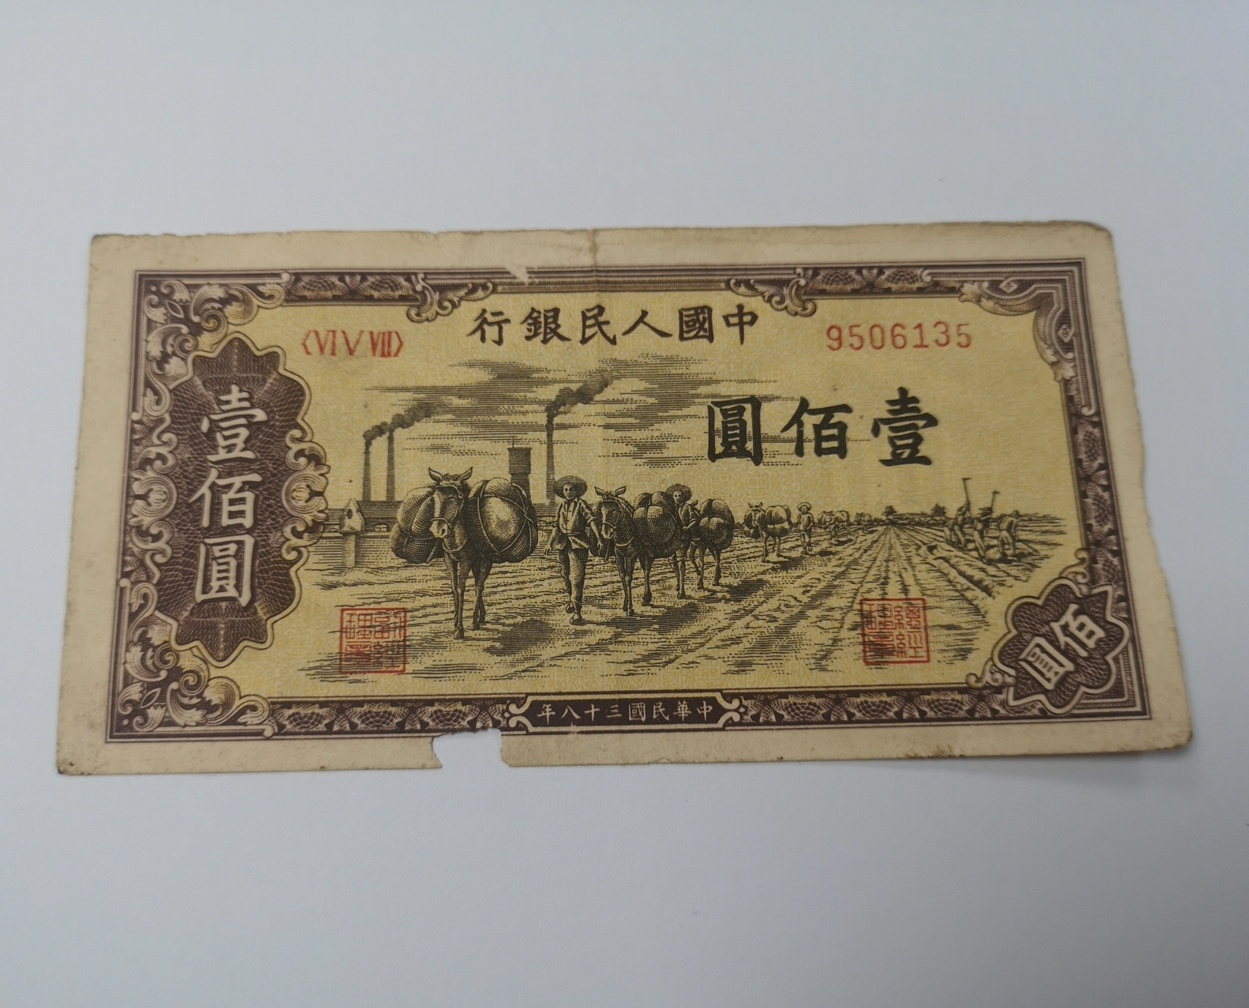 中國人民銀行
〈VI V VIII〉
9506135
壹佰圓
壹佰圓
佰圓
中華民國三十八年